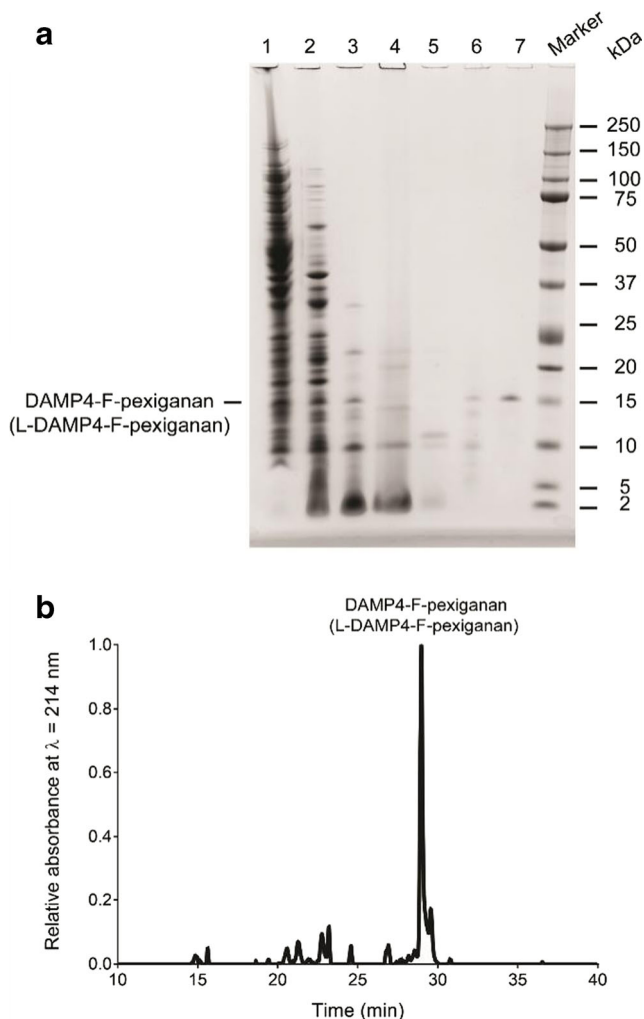 a
1 2 3 4 5 6 7 Marker kDa
250
150
100
75
50
37
25
20
DAMP4-F-pexiganan
15
(L-DAMP4-F-pexiganan)
10
5
2
b
DAMP4-F-pexiganan
(L-DAMP4-F-pexiganan)
Relative absorbance at λ = 214 nm
1.0
0.8
0.6
0.4
0.2
0.0
10 15 20 25 30 35 40
Time (min)